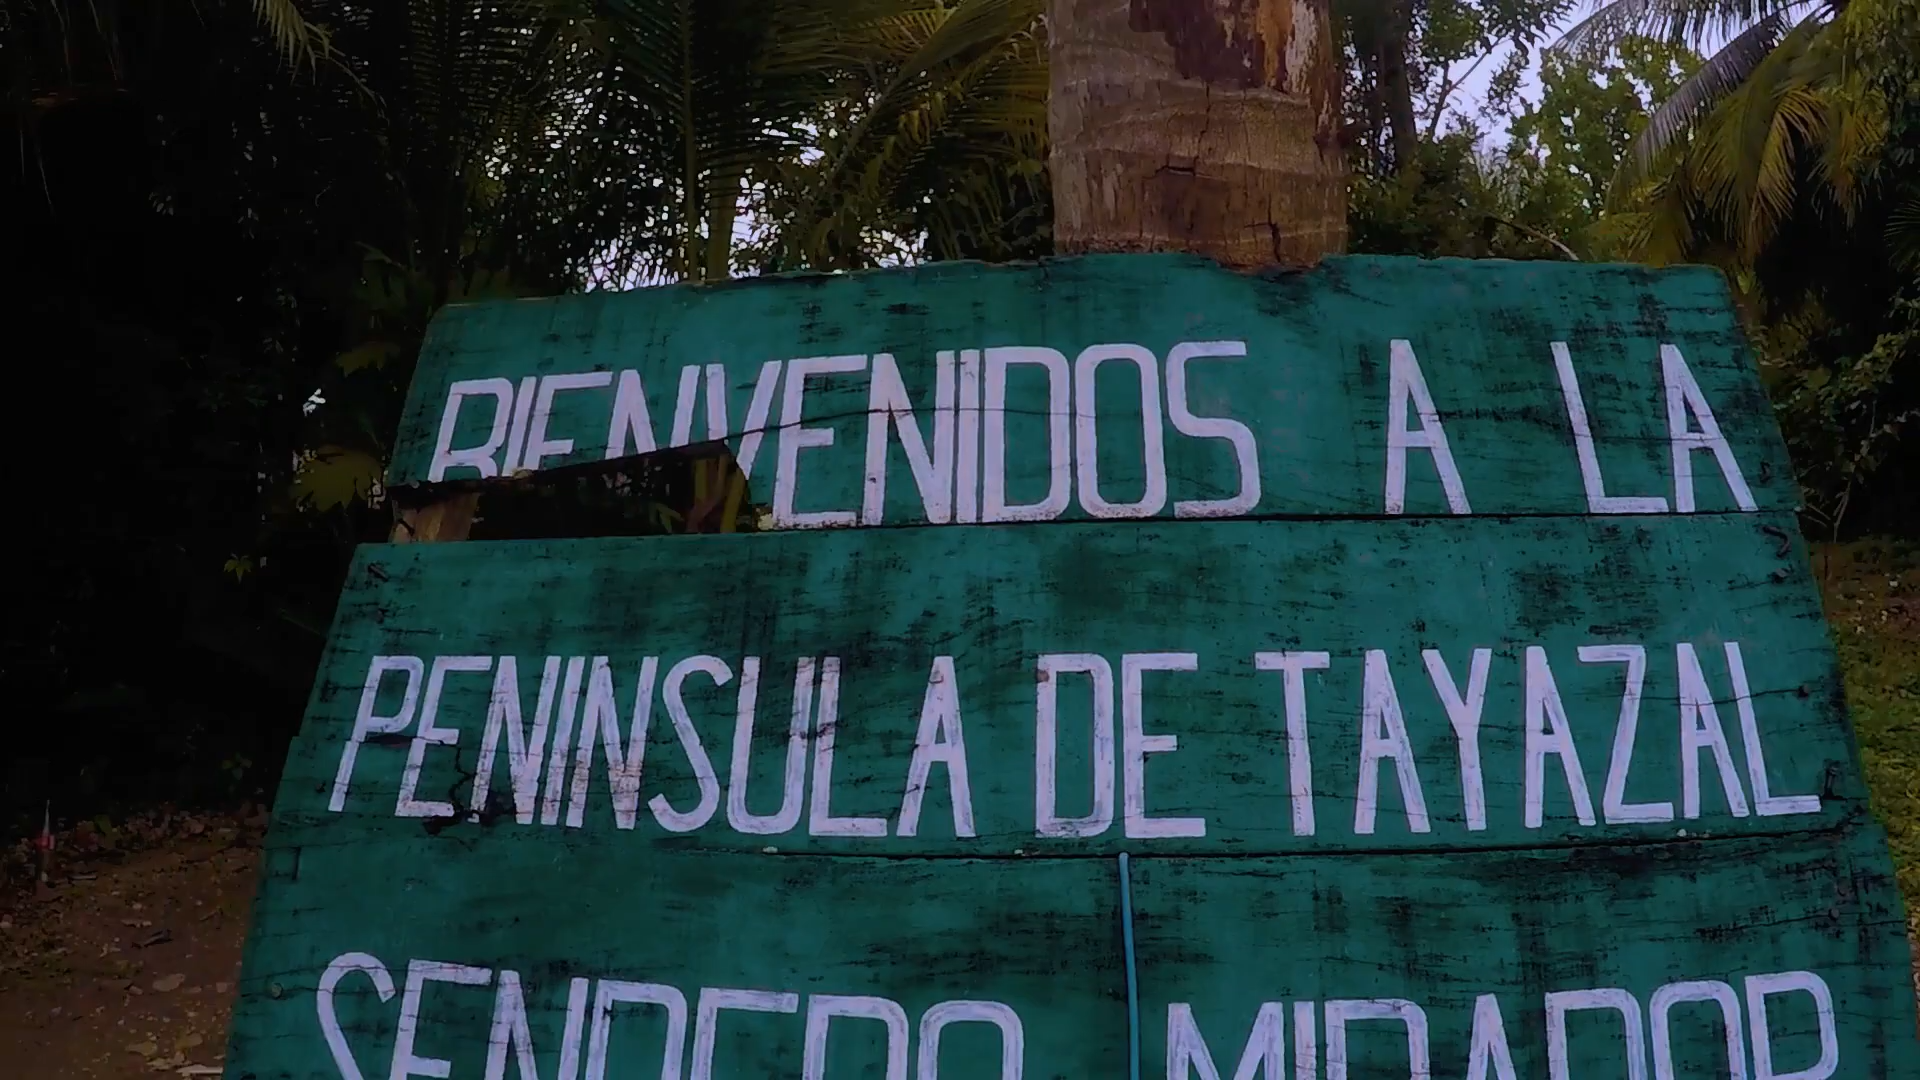 BIENVENIDOS A LA
PENINSULA DE TAYAZAL
SENDERO MIRADOR